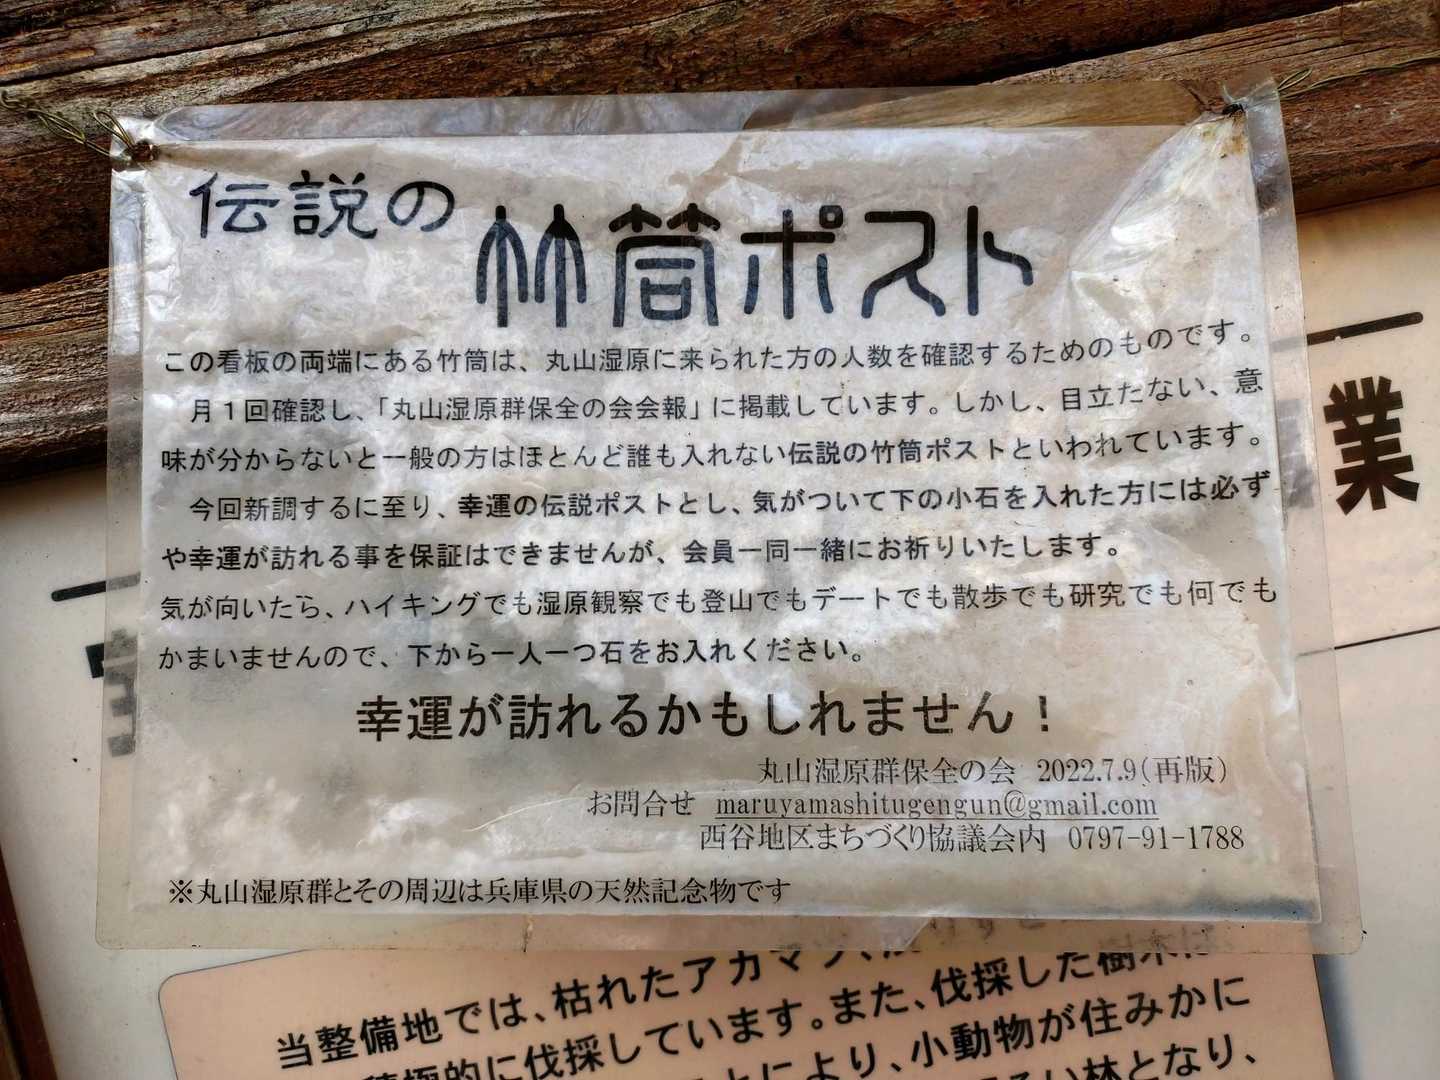 伝説の竹筒ポスト
この看板の両端にある竹筒は、丸山湿原に来られた方の人数を確認するためのものです。
月１回確認し、「丸山湿原群保全の会会報」に掲載しています。しかし、目立たない、意
味が分からないと一般の方はほとんど誰も入れない伝説の竹筒ポストといわれています。
今回新調するに至り、幸運の伝説ポストとし、気がついて下の小石を入れた方には必ず
や幸運が訪れる事を保証はできませんが、会員一同一緒にお祈りいたします。
気が向いたら、ハイキングでも湿原観察でも登山でもデートでも散歩でも研究でも何でも
かまいませんので、下から一人一つ石をお入れください。
幸運が訪れるかもしれません！
丸山湿原群保全の会 2022.7.9(再版)
お問合せ maruyamashitugengun@gmail.com
西谷地区まちづくり協議会内 0797-91-1788
※丸山湿原群とその周辺は兵庫県の天然記念物です
業
当整備地では、枯れたアカマツ、
積極的に伐採しています。また、伐採した樹木は、
により、小動物が住みかに
林となり、